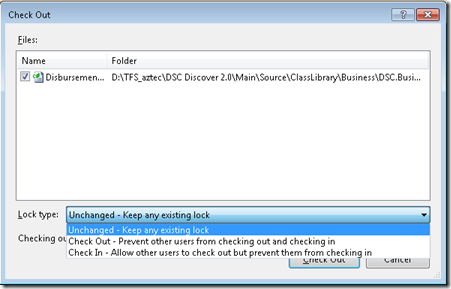 Check Out
Files:
Name Folder
Disbursemen... D:\TFS_aztec\DSC Discover 2.0\Main\Source\ClassLibrary\Business\DSC.Busi...
Lock type: Unchanged - Keep any existing lock
Unchanged - Keep any existing lock
Check Out - Prevent other users from checking out and checking in
Checking ou
Check In - Allow other users to check out but prevent them from checking in
Check Out Cancel